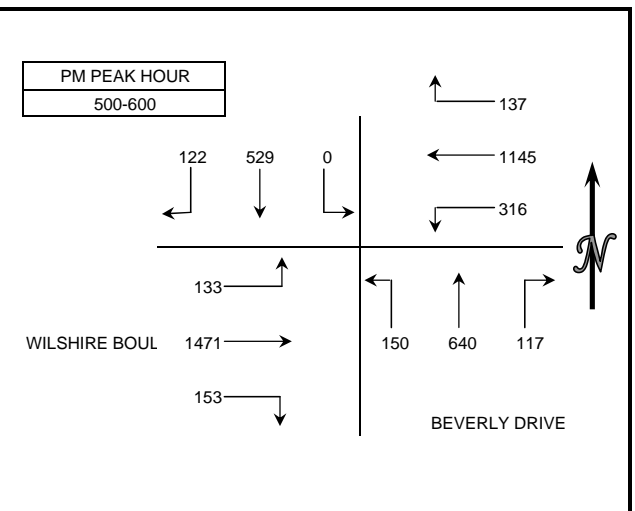 PM PEAK HOUR
500-600
137
122 529 0 1145
316
N
133
WILSHIRE BOUL 1471 150 640 117
153
BEVERLY DRIVE